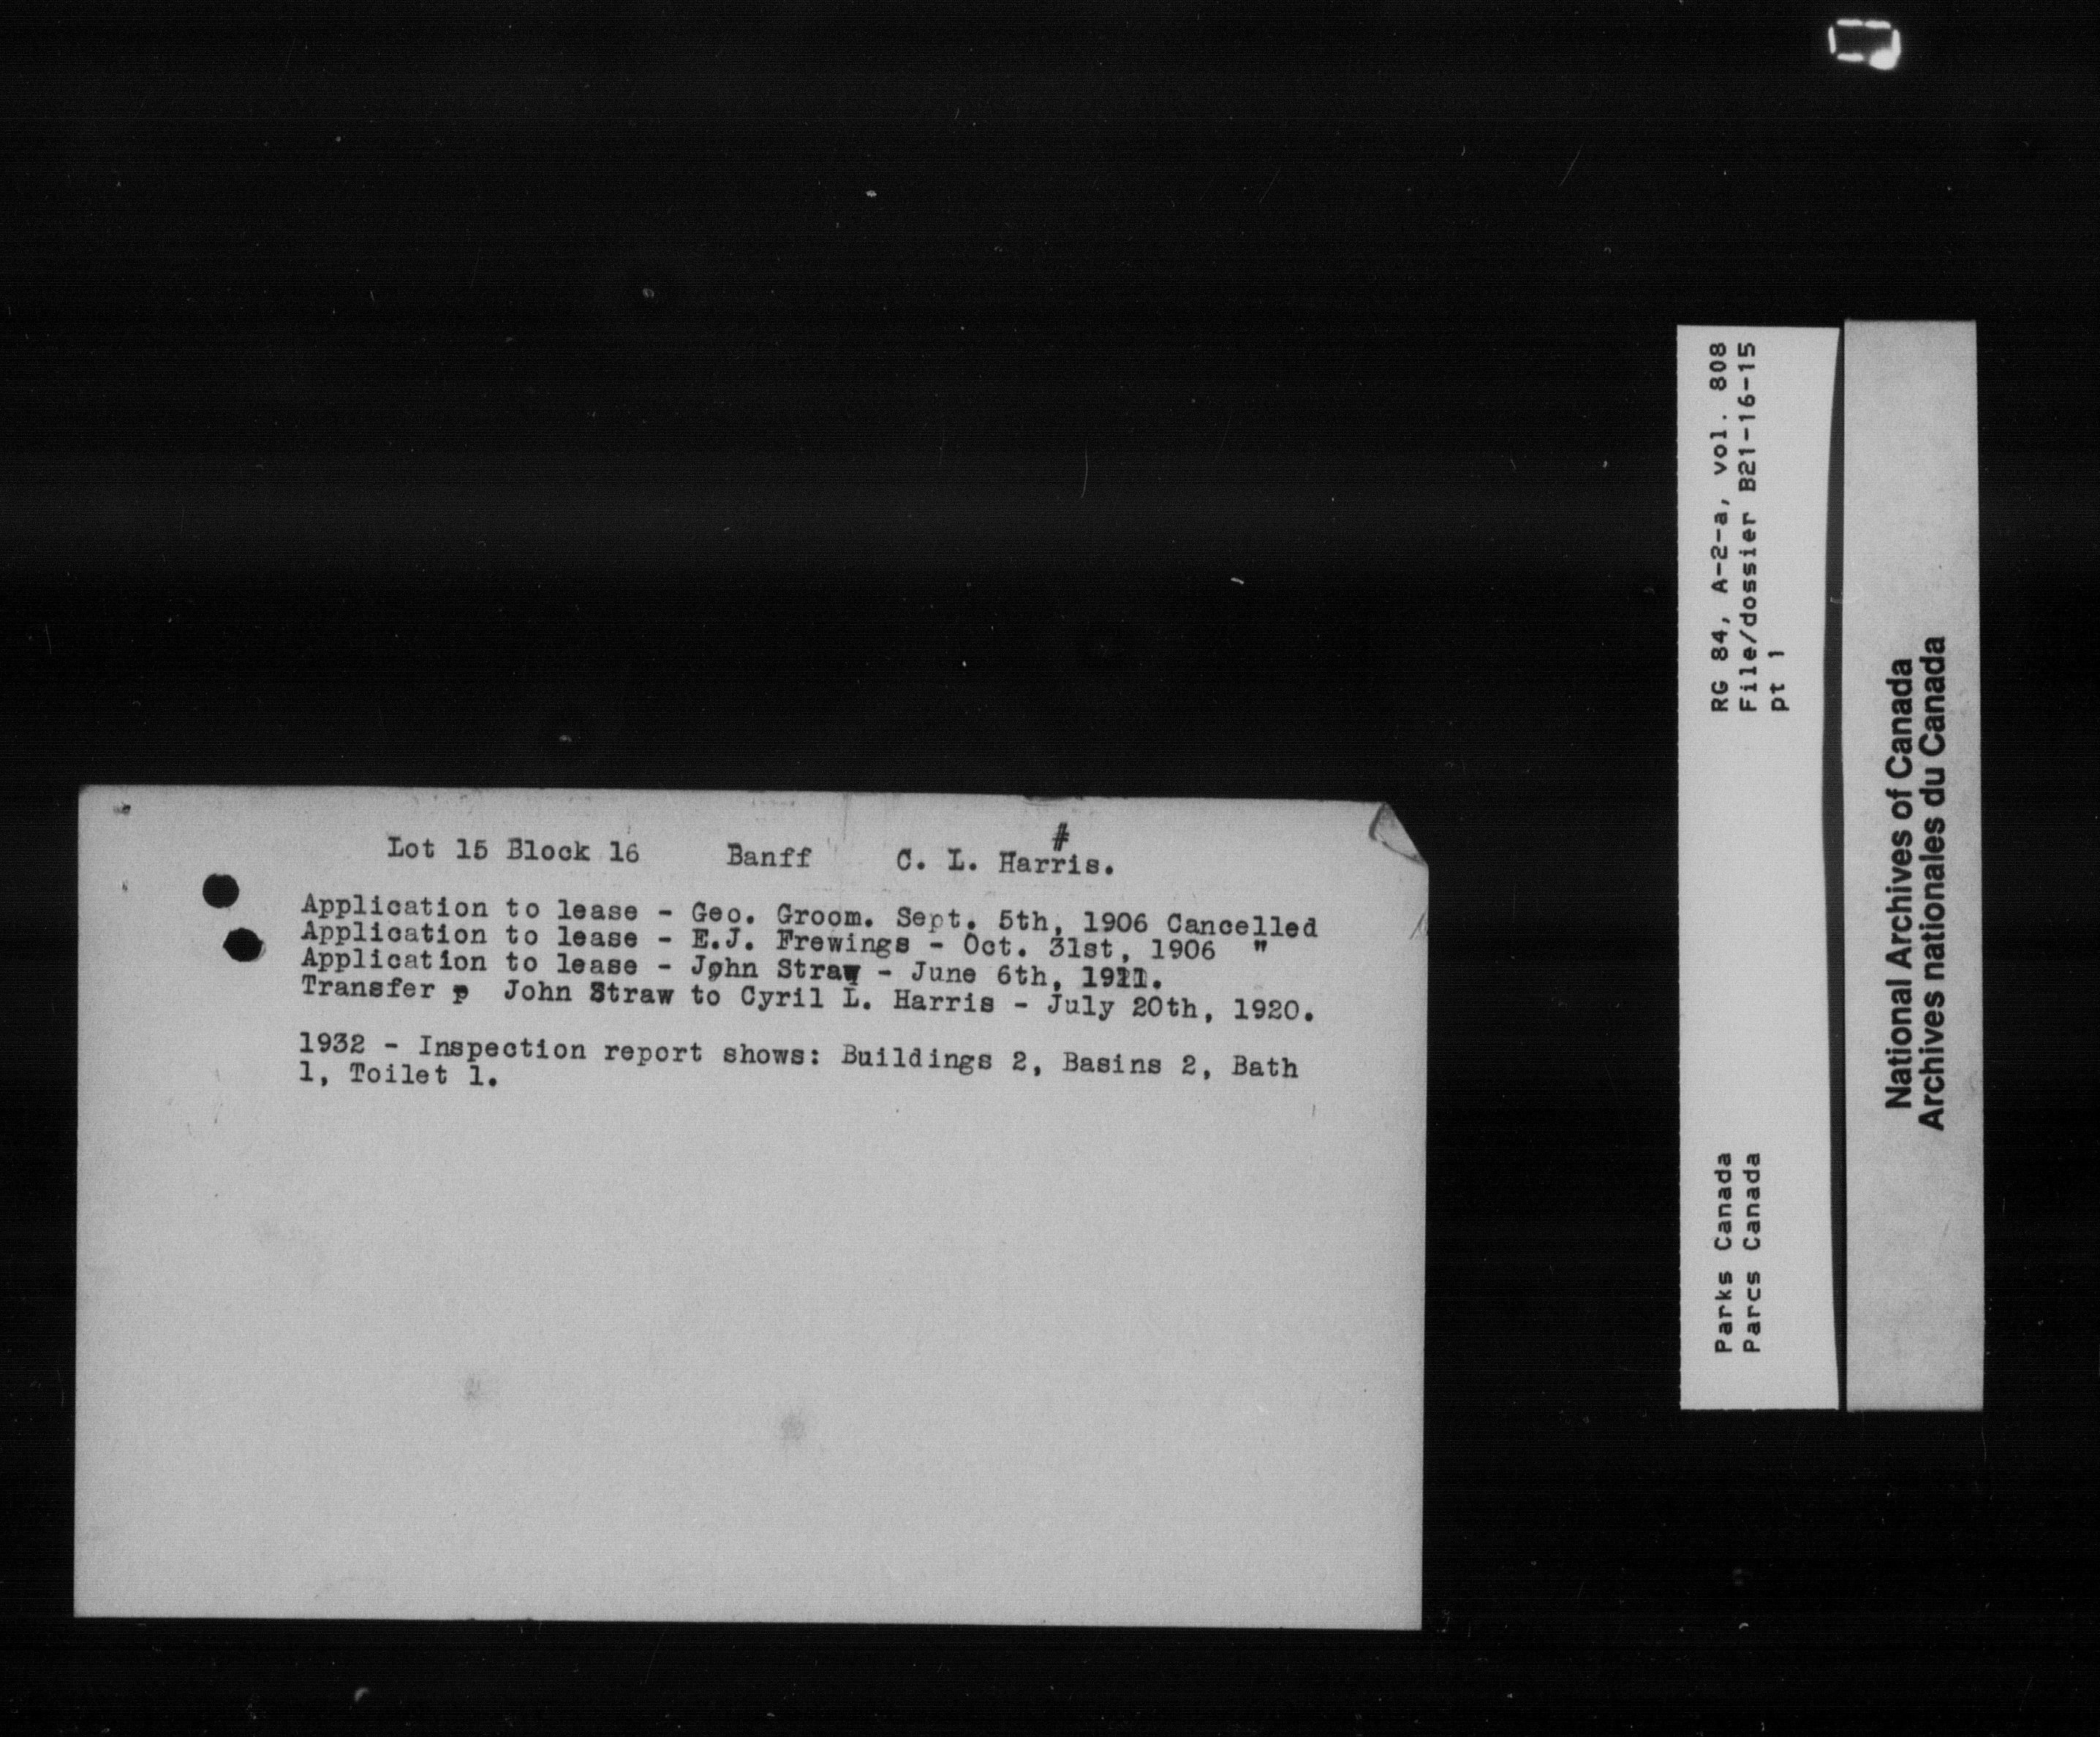 #
Lot 15 Block 16 Banff C. L. Harris.
Application to lease - Geo. Groom. Sept. 5th, 1906 Cancelled
Application to lease - E.J. Frewings - Oct. 31st, 1906 "
Application to lease - John Straw - June 6th, 1911.
Transfer p John Straw to Cyril L. Harris - July 20th, 1920.
1932 - Inspection report shows: Buildings 2, Basins 2, Bath
1, Toilet 1.
RG 84, A-2-a, vol. 808
File/dossier B21-16-15
pt 1
Parks Canada
Parcs Canada
National Archives of Canada
Archives nationales du Canada